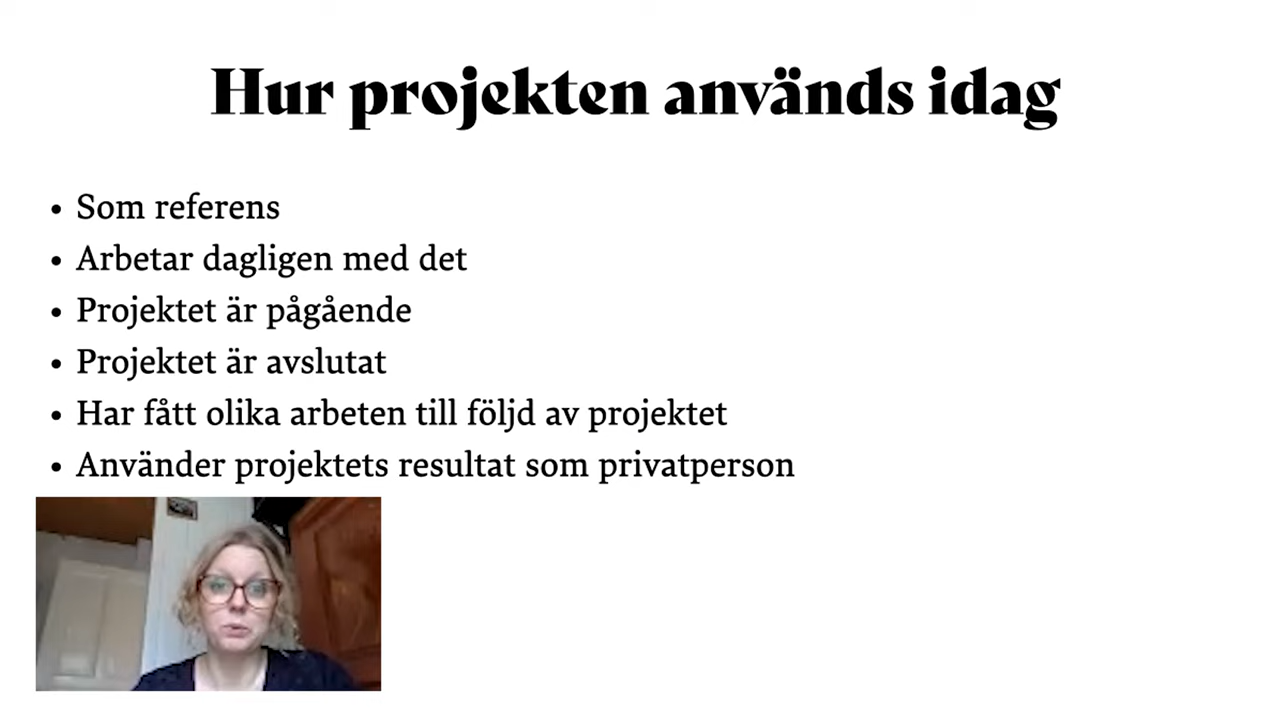 Hur projekten används idag
• Som referens
• Arbetar dagligen med det
• Projektet är pågående
• Projektet är avslutat
• Har fått olika arbeten till följd av projektet
• Använder projektets resultat som privatperson